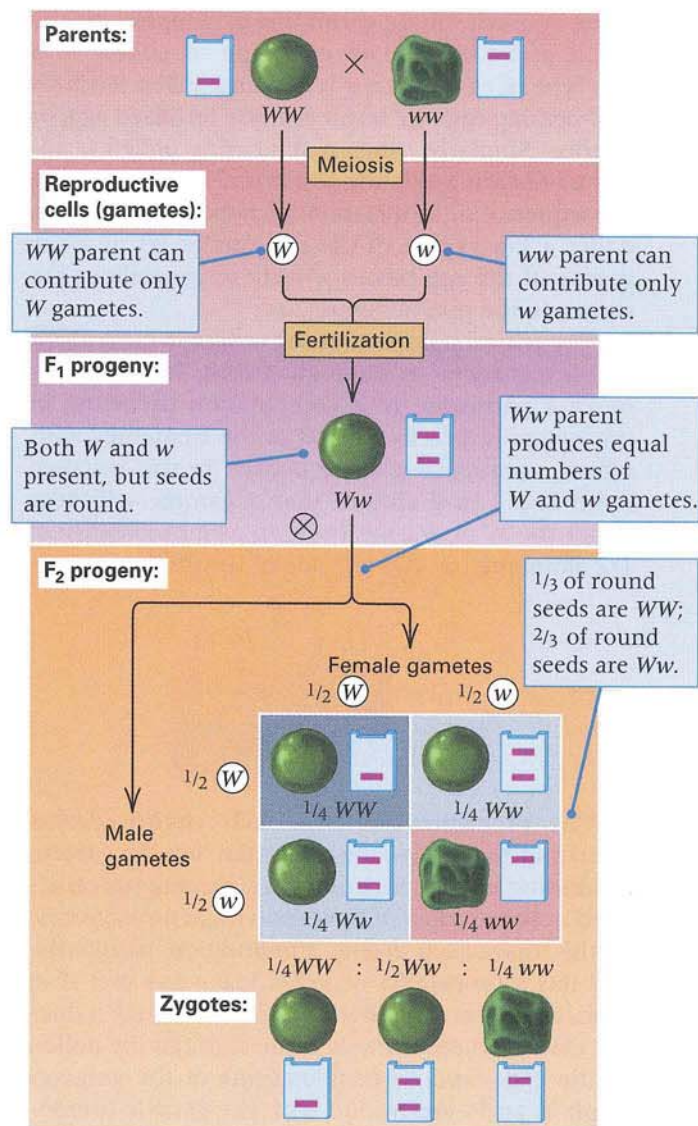 Parents:
×
WW
ww
Meiosis
Reproductive
cells (gametes):
W
w
WW parent can
contribute only
W gametes.
ww parent can
contribute only
w gametes.
Fertilization
F₁ progeny:
Both W and w
present, but seeds
are round.
Ww
Ww parent
produces equal
numbers of
W and w gametes.
⊗
F₂ progeny:
1/3 of round
seeds are WW;
2/3 of round
seeds are Ww.
Female gametes
1/2 W 1/2 w
1/2 W
1/4 WW 1/4 Ww
Male
gametes
1/2 w
1/4 Ww 1/4 ww
1/4 WW : 1/2 Ww : 1/4 ww
Zygotes: